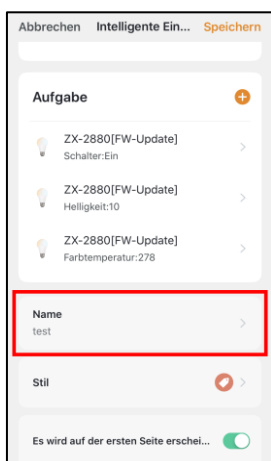 Abbrechen Intelligente Ein... Speichern
Aufgabe
ZX-2880[FW-Update]
Schalter:Ein
ZX-2880[FW-Update]
Helligkeit:10
ZX-2880[FW-Update]
Farbtemperatur:278
Name
test
Stil
Es wird auf der ersten Seite erschei...